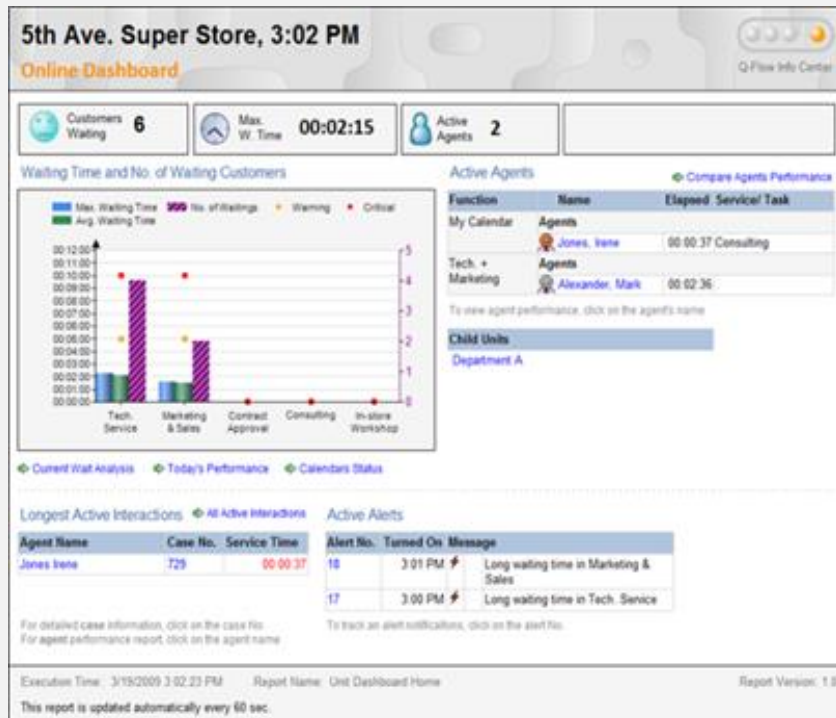 5th Ave. Super Store, 3:02 PM
Online Dashboard
Q-Flow Info Center
Customers Waiting 6
Max. W. Time 00:02:15
Active Agents 2
Waiting Time and No. of Waiting Customers
Max. Waiting Time No. of Waitings Warning Critical
Avg. Waiting Time
00:12:00
00:11:00
00:10:00
00:09:00
00:08:00
00:07:00
00:06:00
00:05:00
00:04:00
00:03:00
00:02:00
00:01:00
00:00:00
5
4
3
2
1
0
Tech. Service
Marketing & Sales
Contract Approval
Consulting
In-store Workshop
Current Wait Analysis Today's Performance Calendars Status
Active Agents
Compare Agents Performance
Function Name Elapsed Service/ Task
My Calendar Agents
Jones, Irene 00:00:37 Consulting
Tech. + Marketing Agents
Alexander, Mark 00:02:36
To view agent performance, click on the agent's name
Child Units
Department A
Longest Active Interactions All Active Interactions
Agent Name Case No. Service Time
Jones Irene 729 00:00:37
For detailed case information, click on the case No.
For agent performance report, click on the agent name
Active Alerts
Alert No. Turned On Message
18 3:01 PM Long waiting time in Marketing &
Sales
17 3:00 PM Long waiting time in Tech. Service
To track an alert notifications, click on the alert No.
Execution Time: 3/19/2009 3:02:23 PM Report Name: Unit Dashboard Home Report Version: 1.0
This report is updated automatically every 60 sec.